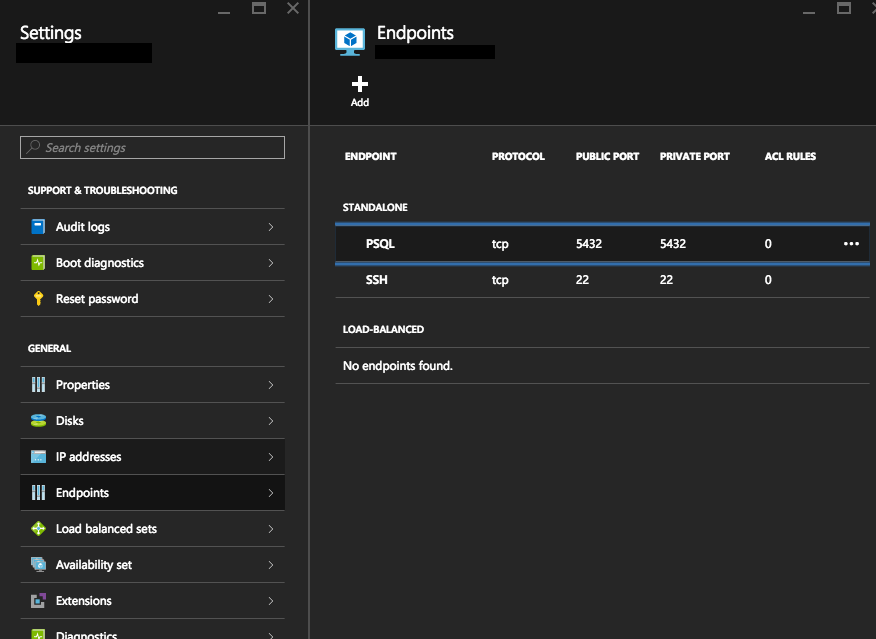 Settings
Search settings
SUPPORT & TROUBLESHOOTING
Audit logs
Boot diagnostics
Reset password
GENERAL
Properties
Disks
IP addresses
Endpoints
Load balanced sets
Availability set
Extensions
Diagnostics
Endpoints
Add
ENDPOINT PROTOCOL PUBLIC PORT PRIVATE PORT ACL RULES
STANDALONE
PSQL tcp 5432 5432 0 •••
SSH tcp 22 22 0
LOAD-BALANCED
No endpoints found.